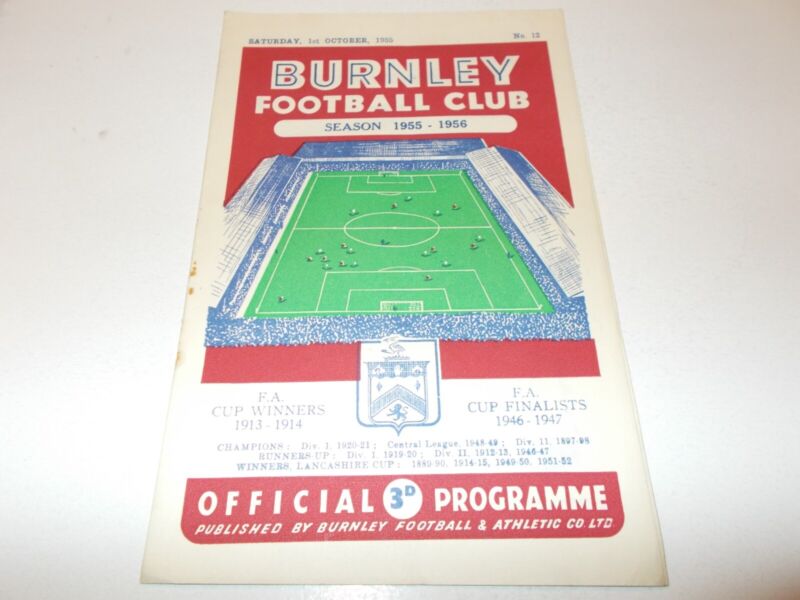 SATURDAY, 1st OCTOBER, 1955 No. 12
BURNLEY
FOOTBALL CLUB
SEASON 1955 - 1956
F.A.
CUP WINNERS
1913 - 1914
F.A.
CUP FINALISTS
1946 - 1947
CHAMPIONS : Div. 1, 1920-21 ; Central League, 1948-49 ; Div. 11, 1897-98
RUNNERS-UP : Div. 1, 1919-20 ; Div. 11, 1912-13, 1946-47
WINNERS, LANCASHIRE CUP : 1889-90, 1914-15, 1949-50, 1951-52
OFFICIAL 3D PROGRAMME
PUBLISHED BY BURNLEY FOOTBALL & ATHLETIC CO. LTD